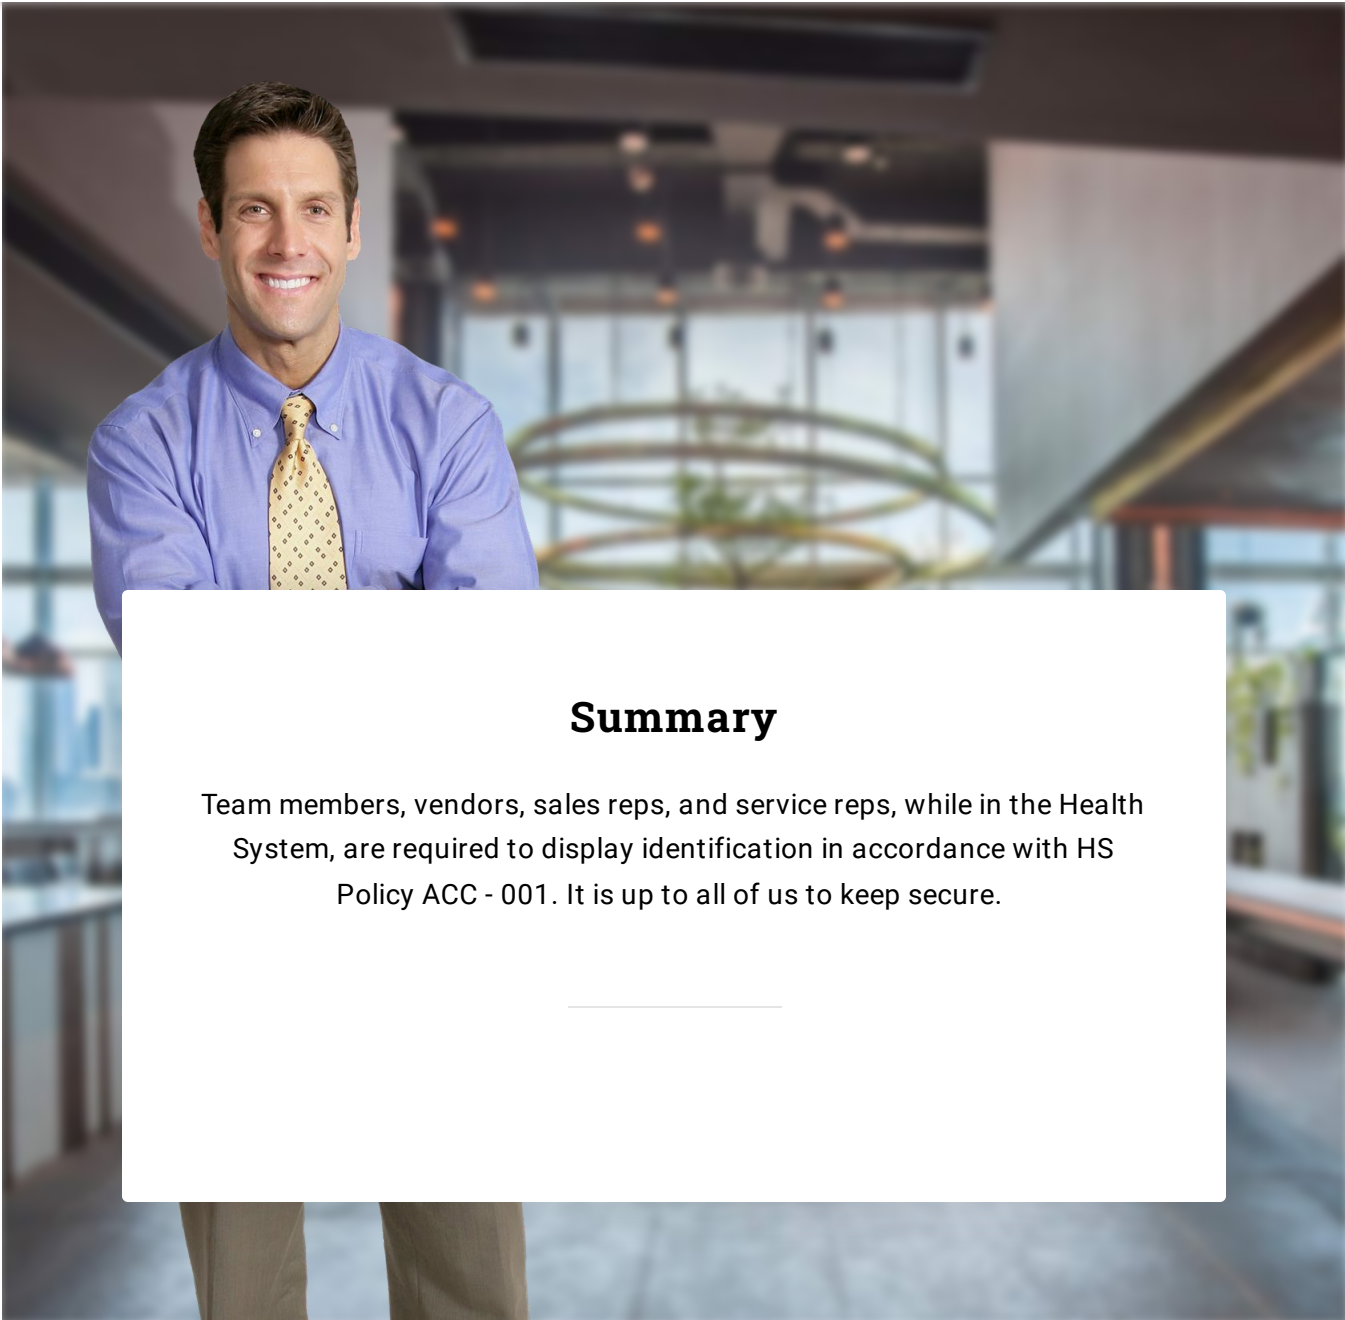 Summary
Team members, vendors, sales reps, and service reps, while in the Health
System, are required to display identification in accordance with HS
Policy ACC - 001. It is up to all of us to keep secure.